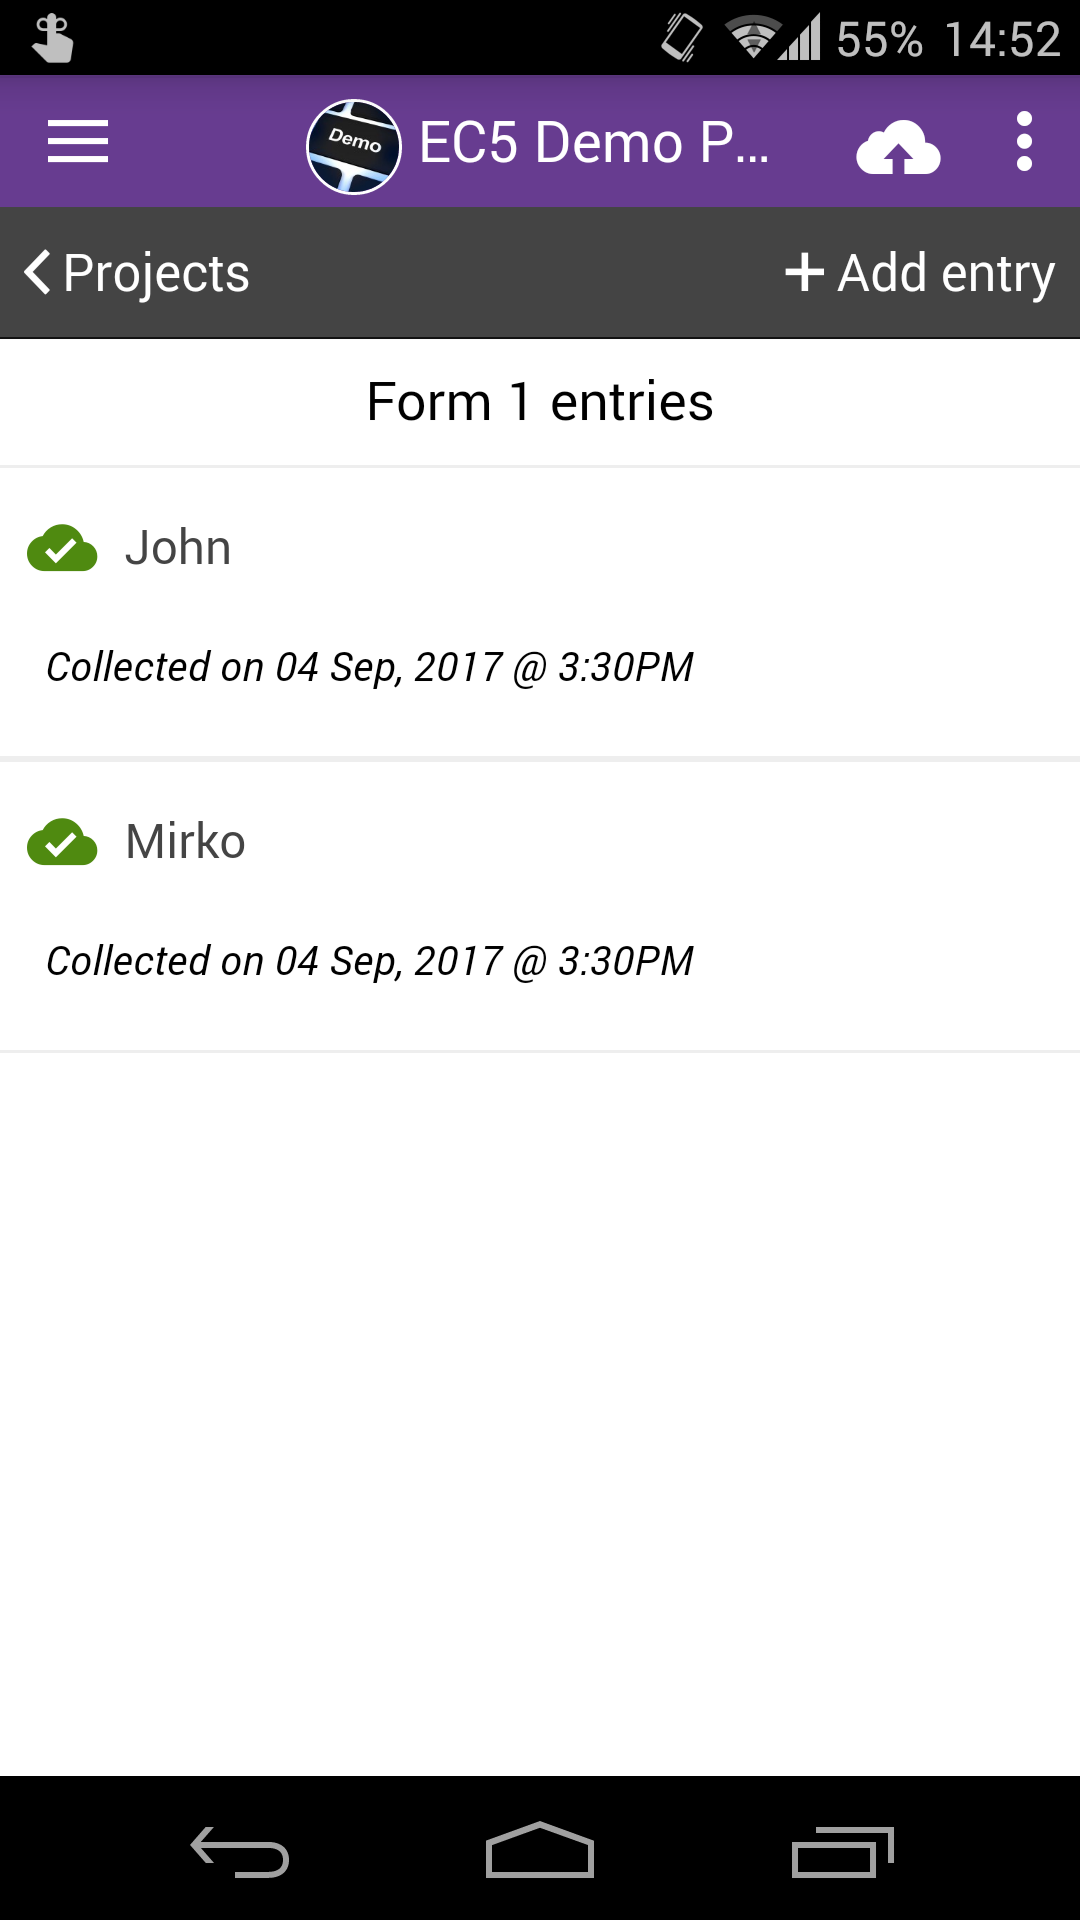 55% 14:52
Demo EC5 Demo P...
Projects + Add entry
Form 1 entries
John
Collected on 04 Sep, 2017 @ 3:30PM
Mirko
Collected on 04 Sep, 2017 @ 3:30PM